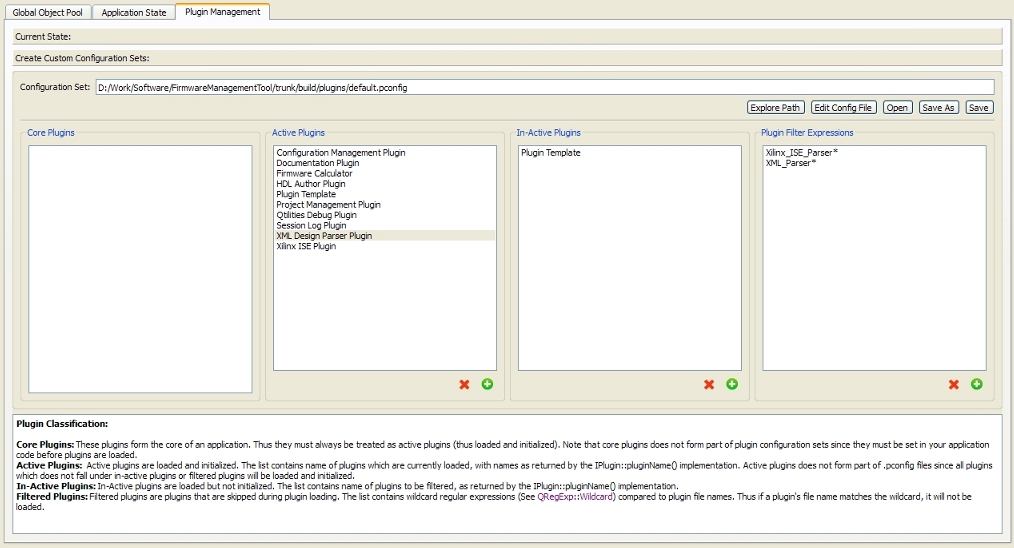 Global Object Pool Application State Plugin Management
Current State:
Create Custom Configuration Sets:
Configuration Set: D:/Work/Software/FirmwareManagementTool/trunk/build/plugins/default.pconfig
Explore Path Edit Config File Open Save As Save
Core Plugins
Active Plugins
Configuration Management Plugin
Documentation Plugin
Firmware Calculator
HDL Author Plugin
Plugin Template
Project Management Plugin
Qtilities Debug Plugin
Session Log Plugin
XML Design Parser Plugin
Xilinx ISE Plugin
In-Active Plugins
Plugin Template
Plugin Filter Expressions
Xilinx_ISE_Parser*
XML_Parser*
Plugin Classification:
Core Plugins: These plugins form the core of an application. Thus they must always be treated as active plugins (thus loaded and initialized). Note that core plugins does not form part of plugin configuration sets since they must be set in your application
code before plugins are loaded.
Active Plugins: Active plugins are loaded and initialized. The list contains name of plugins which are currently loaded, with names as returned by the IPlugin::pluginName() implementation. Active plugins does not form part of .pconfig files since all plugins
which does not fall under in-active plugins or filtered plugins will be loaded and initialized.
In-Active Plugins: In-Active plugins are loaded but not initialized. The list contains name of plugins to be filtered, as returned by the IPlugin::pluginName() implementation.
Filtered Plugins: Filtered plugins are plugins that are skipped during plugin loading. The list contains wildcard regular expressions (See QRegExp::Wildcard) compared to plugin file names. Thus if a plugin's file name matches the wildcard, it will not be
loaded.